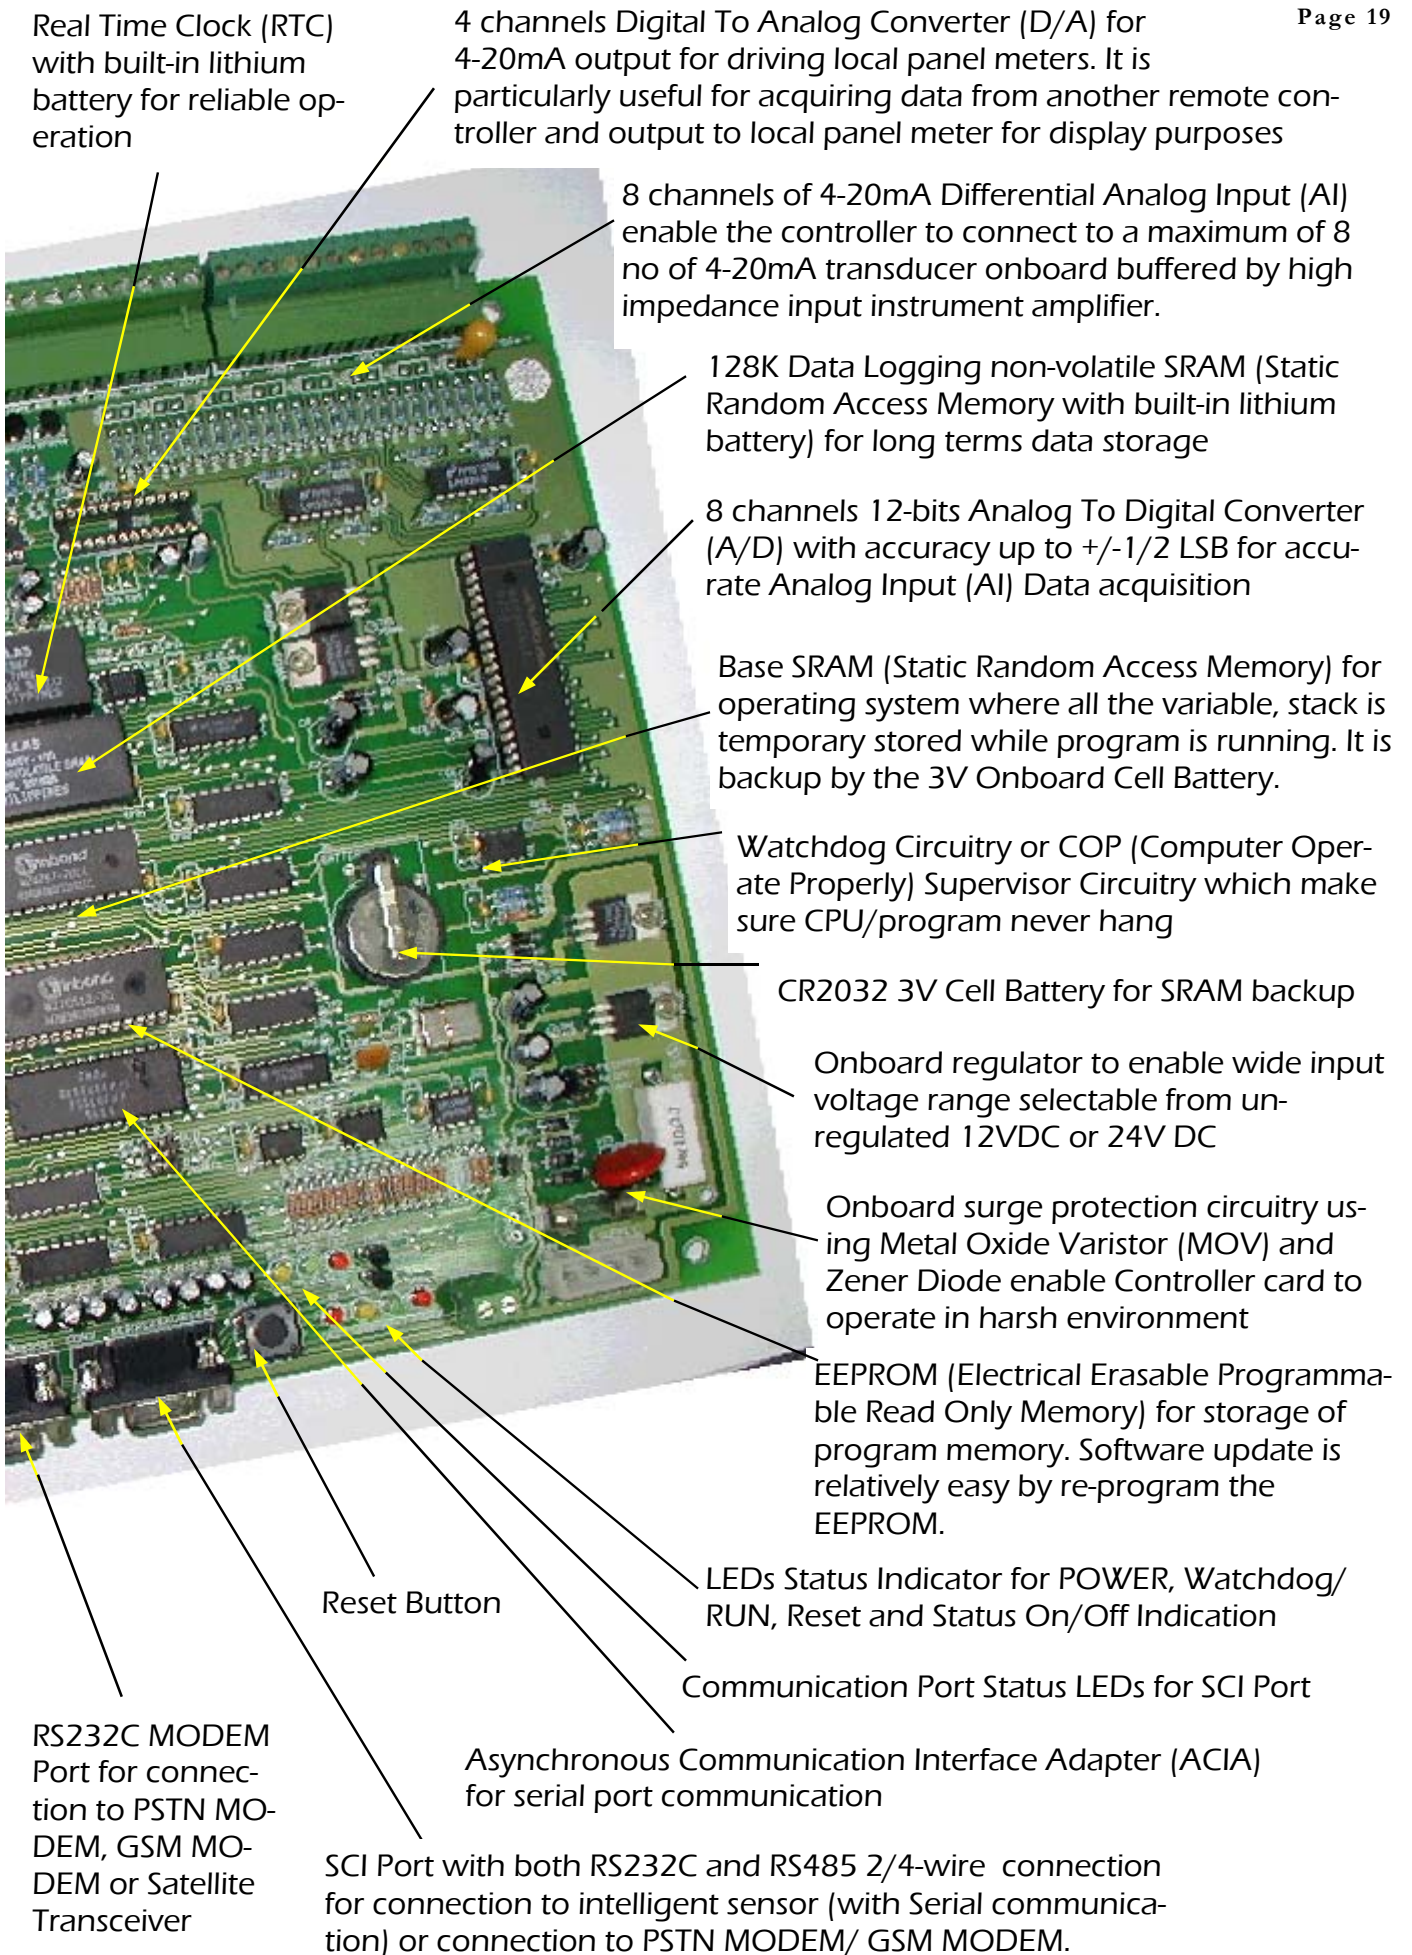 Page 19
Real Time Clock (RTC)
with built-in lithium
battery for reliable op-
eration
4 channels Digital To Analog Converter (D/A) for
4-20mA output for driving local panel meters. It is
particularly useful for acquiring data from another remote con-
troller and output to local panel meter for display purposes
8 channels of 4-20mA Differential Analog Input (AI)
enable the controller to connect to a maximum of 8
no of 4-20mA transducer onboard buffered by high
impedance input instrument amplifier.
128K Data Logging non-volatile SRAM (Static
Random Access Memory with built-in lithium
battery) for long terms data storage
8 channels 12-bits Analog To Digital Converter
(A/D) with accuracy up to +/-1/2 LSB for accu-
rate Analog Input (AI) Data acquisition
Base SRAM (Static Random Access Memory) for
operating system where all the variable, stack is
temporary stored while program is running. It is
backup by the 3V Onboard Cell Battery.
Watchdog Circuitry or COP (Computer Oper-
ate Properly) Supervisor Circuitry which make
sure CPU/program never hang
CR2032 3V Cell Battery for SRAM backup
Onboard regulator to enable wide input
voltage range selectable from un-
regulated 12VDC or 24V DC
Onboard surge protection circuitry us-
ing Metal Oxide Varistor (MOV) and
Zener Diode enable Controller card to
operate in harsh environment
EEPROM (Electrical Erasable Programma-
ble Read Only Memory) for storage of
program memory. Software update is
relatively easy by re-program the
EEPROM.
LEDs Status Indicator for POWER, Watchdog/
RUN, Reset and Status On/Off Indication
Reset Button
Communication Port Status LEDs for SCI Port
Asynchronous Communication Interface Adapter (ACIA)
for serial port communication
RS232C MODEM
Port for connec-
tion to PSTN MO-
DEM, GSM MO-
DEM or Satellite
Transceiver
SCI Port with both RS232C and RS485 2/4-wire connection
for connection to intelligent sensor (with Serial communica-
tion) or connection to PSTN MODEM/ GSM MODEM.